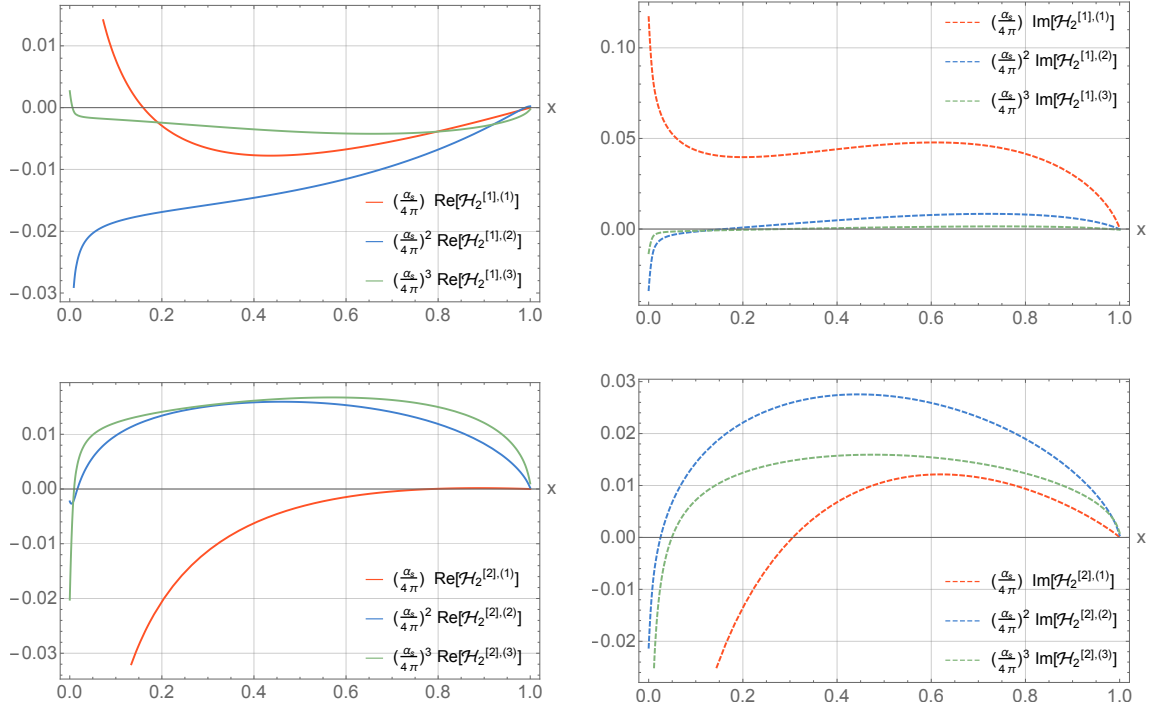 0.01
0.00
−0.01
−0.02
−0.03
x
(αs/4π) Re[ℋ₂^[1],(1)]
(αs/4π)² Re[ℋ₂^[1],(2)]
(αs/4π)³ Re[ℋ₂^[1],(3)]
0.0 0.2 0.4 0.6 0.8 1.0
(αs/4π) Im[ℋ₂^[1],(1)]
(αs/4π)² Im[ℋ₂^[1],(2)]
(αs/4π)³ Im[ℋ₂^[1],(3)]
0.10
0.05
0.00
x
0.0 0.2 0.4 0.6 0.8 1.0
0.01
0.00
−0.01
−0.02
−0.03
x
(αs/4π) Re[ℋ₂^[2],(1)]
(αs/4π)² Re[ℋ₂^[2],(2)]
(αs/4π)³ Re[ℋ₂^[2],(3)]
0.0 0.2 0.4 0.6 0.8 1.0
0.03
0.02
0.01
0.00
−0.01
−0.02
x
(αs/4π) Im[ℋ₂^[2],(1)]
(αs/4π)² Im[ℋ₂^[2],(2)]
(αs/4π)³ Im[ℋ₂^[2],(3)]
0.0 0.2 0.4 0.6 0.8 1.0